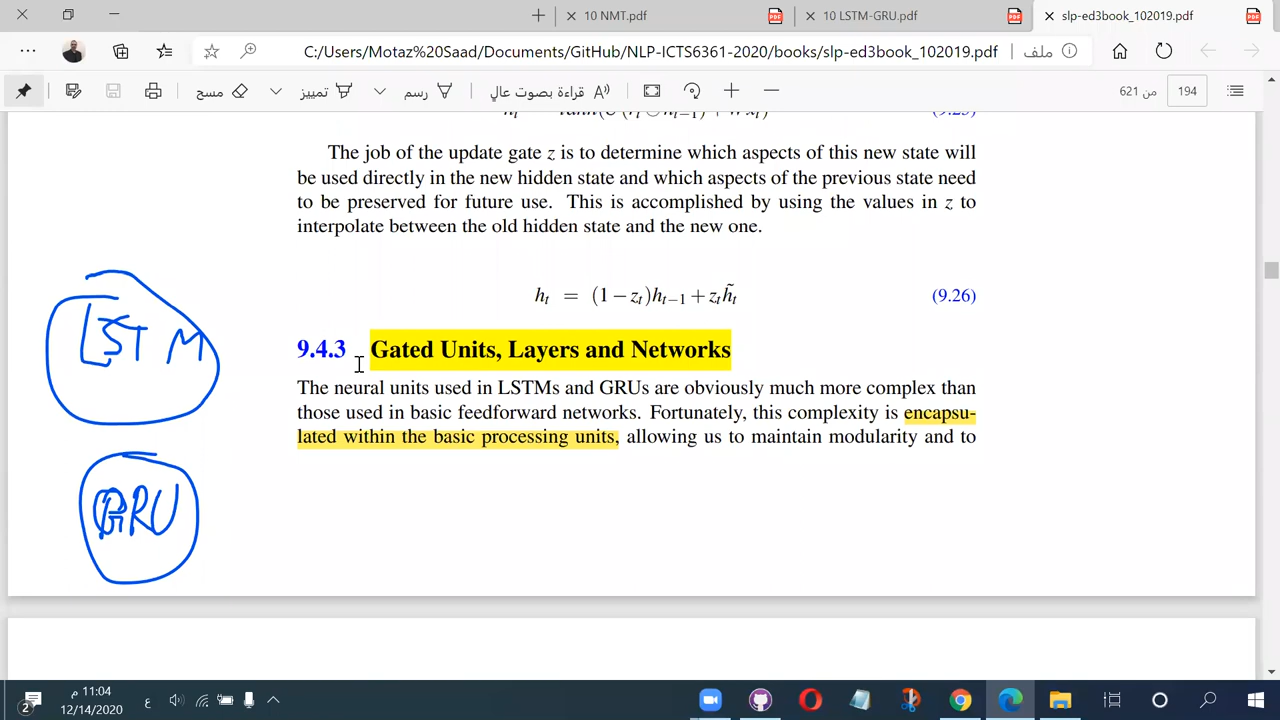 10 NMT.pdf
10 LSTM-GRU.pdf
slp-ed3book_102019.pdf
C:/Users/Motaz%20Saad/Documents/GitHub/NLP-ICTS6361-2020/books/slp-ed3book_102019.pdf
ملف
مسح
رسم
تمييز
قراءة بصوت عالٍ
194
من 621
The job of the update gate z is to determine which aspects of this new state will
be used directly in the new hidden state and which aspects of the previous state need
to be preserved for future use. This is accomplished by using the values in z to
interpolate between the old hidden state and the new one.
hₜ = (1 − zₜ)hₜ₋₁ + zₜh̃ₜ (9.26)
9.4.3 Gated Units, Layers and Networks
The neural units used in LSTMs and GRUs are obviously much more complex than
those used in basic feedforward networks. Fortunately, this complexity is encapsu-
lated within the basic processing units, allowing us to maintain modularity and to
LSTM
GRU
2
11:04 م
12/14/2020
ع